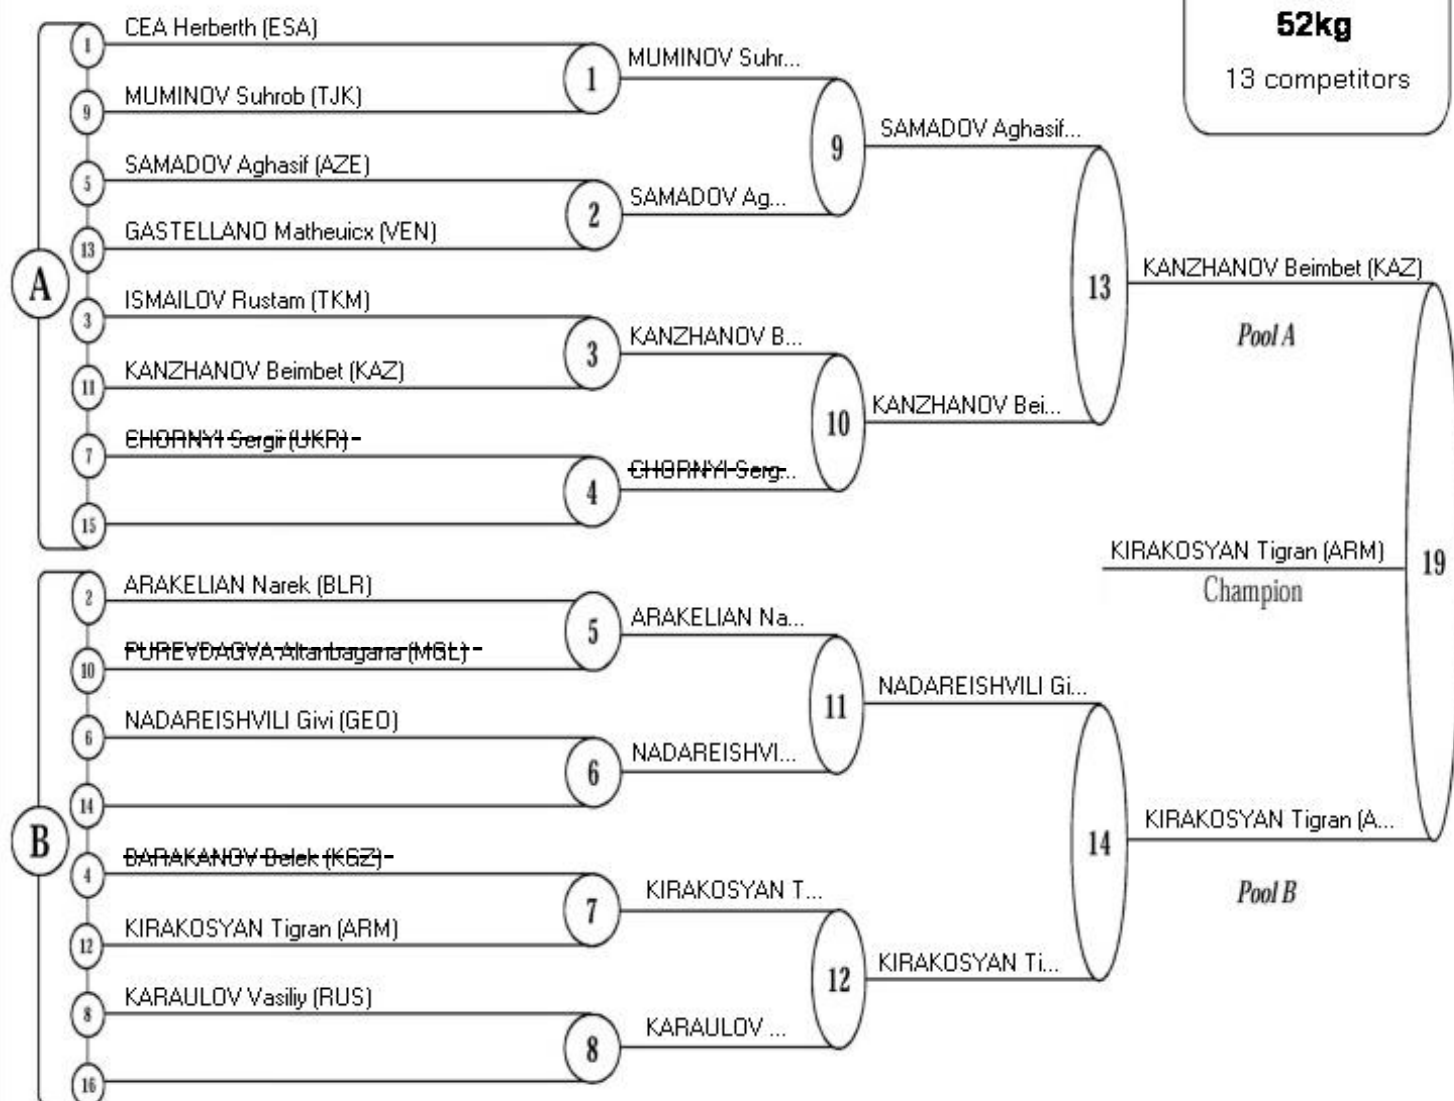 52kg
13 competitors
A
1
CEA Herberth (ESA)
9
MUMINOV Suhrob (TJK)
5
SAMADOV Aghasif (AZE)
13
GASTELLANO Matheuicx (VEN)
3
ISMAILOV Rustam (TKM)
11
KANZHANOV Beimbet (KAZ)
7
CHORNYI Sergii (UKR)
15
B
2
ARAKELIAN Narek (BLR)
10
PUREVDAGVA Altanbagana (MGL)
6
NADAREISHVILI Givi (GEO)
14
4
BARAKANOV Belek (KGZ)
12
KIRAKOSYAN Tigran (ARM)
8
KARAULOV Vasiliy (RUS)
16
1
MUMINOV Suhr...
2
SAMADOV Ag...
3
KANZHANOV B...
4
CHORNYI Serg...
5
ARAKELIAN Na...
6
NADAREISHVI...
7
KIRAKOSYAN T...
8
KARAULOV ...
9
SAMADOV Aghasif...
10
KANZHANOV Bei...
11
NADAREISHVILI Gi...
12
KIRAKOSYAN Ti...
13
KANZHANOV Beimbet (KAZ)
Pool A
14
KIRAKOSYAN Tigran (A...
Pool B
19
KIRAKOSYAN Tigran (ARM)
Champion